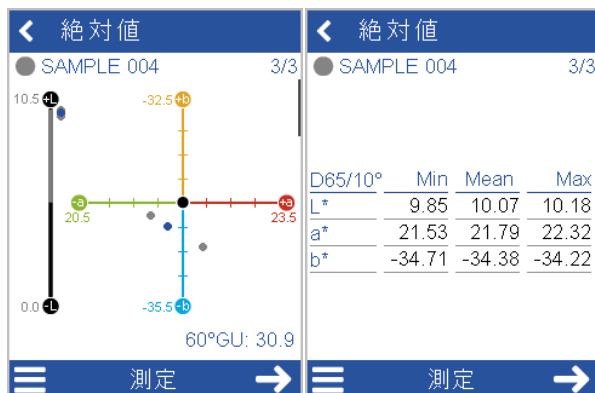 絶対値
SAMPLE 004 3/3
10.5 +L
-32.5 +b
-a +a
20.5 23.5
0.0 -L
-35.5 -b
60°GU: 30.9
測定
絶対値
SAMPLE 004 3/3
D65/10° Min Mean Max
L* 9.85 10.07 10.18
a* 21.53 21.79 22.32
b* -34.71 -34.38 -34.22
測定